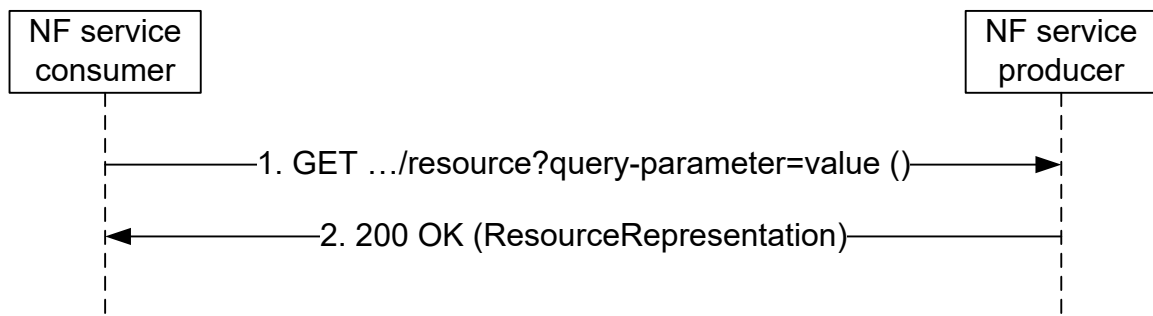 NF service
consumer
NF service
producer
1. GET …/resource?query-parameter=value ()
2. 200 OK (ResourceRepresentation)